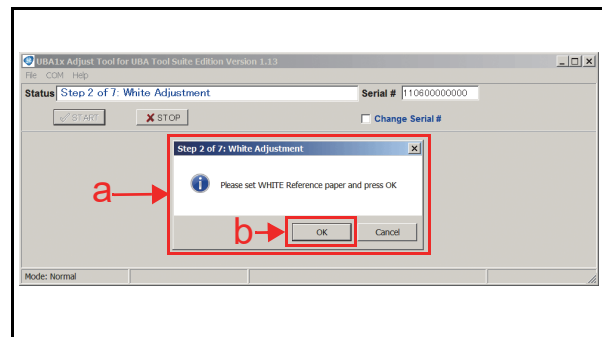 UBA1x Adjust Tool for UBA Tool Suite Edition Version 1.13
File COM Help
Status Step 2 of 7: White Adjustment Serial # 110600000000
START STOP Change Serial #
Step 2 of 7: White Adjustment
a
Please set WHITE Reference paper and press OK
b OK Cancel
Mode: Normal